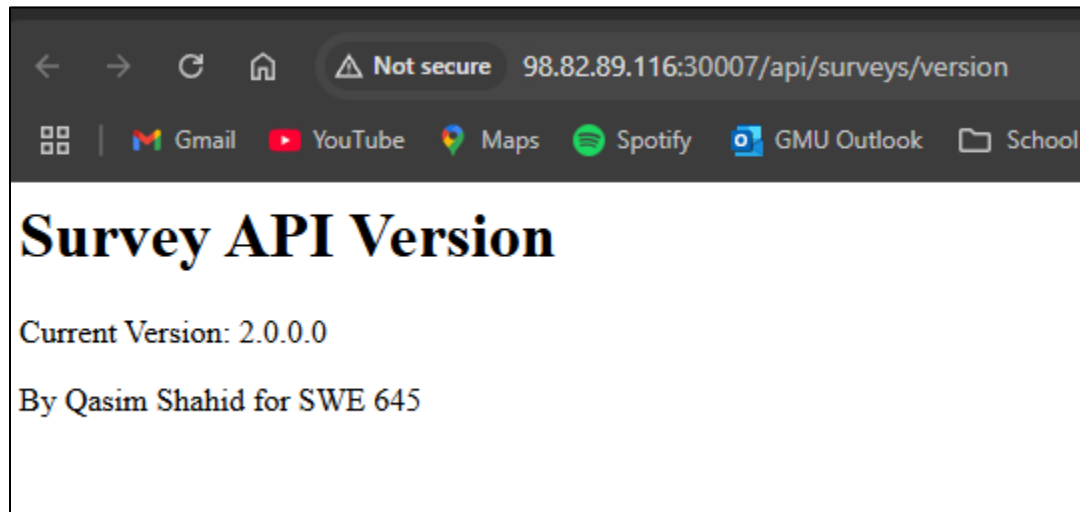 Not secure 98.82.89.116:30007/api/surveys/version
Gmail YouTube Maps Spotify GMU Outlook School
Survey API Version
Current Version: 2.0.0.0
By Qasim Shahid for SWE 645